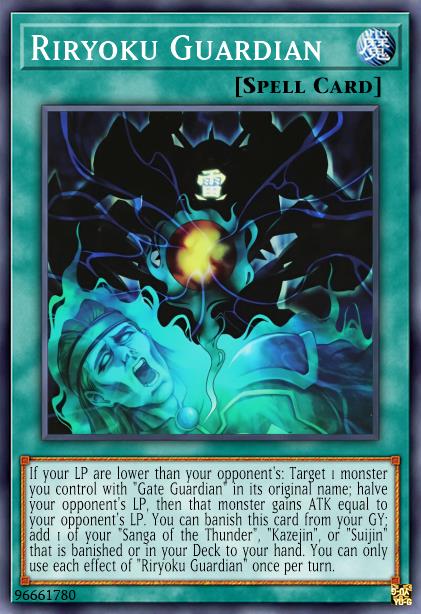 RIRYOKU GUARDIAN
魔
[SPELL CARD]
雷
If your LP are lower than your opponent's: Target 1 monster
you control with "Gate Guardian" in its original name; halve
your opponent's LP, then that monster gains ATK equal to
your opponent's LP. You can banish this card from your GY;
add 1 of your "Sanga of the Thunder", "Kazejin", or "Suijin"
that is banished or in your Deck to your hand. You can only
use each effect of "Riryoku Guardian" once per turn.
96661780